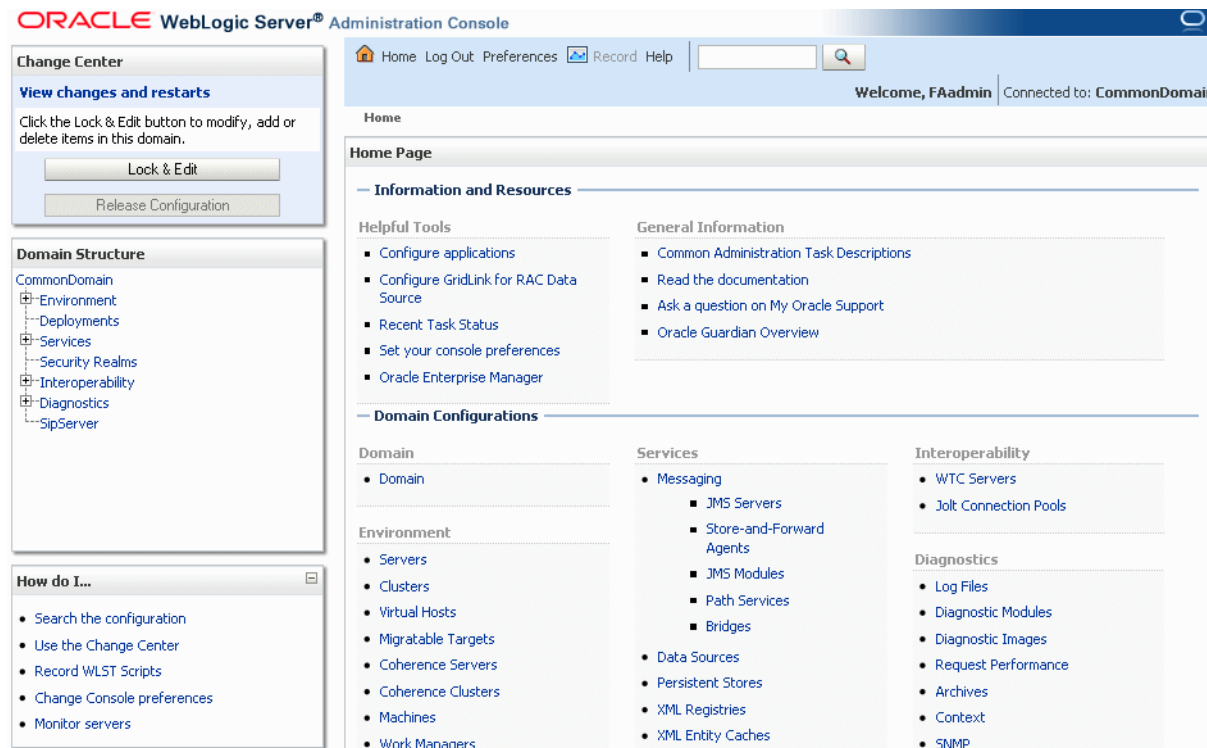 ORACLE WebLogic Server® Administration Console
Change Center
View changes and restarts
Click the Lock & Edit button to modify, add or
delete items in this domain.
Lock & Edit
Release Configuration
Domain Structure
CommonDomain
Environment
Deployments
Services
Security Realms
Interoperability
Diagnostics
SipServer
How do I...
Search the configuration
Use the Change Center
Record WLST Scripts
Change Console preferences
Monitor servers
Home Log Out Preferences Record Help
Welcome, FAadmin Connected to: CommonDomai
Home
Home Page
Information and Resources
Helpful Tools
Configure applications
Configure GridLink for RAC Data
Source
Recent Task Status
Set your console preferences
Oracle Enterprise Manager
General Information
Common Administration Task Descriptions
Read the documentation
Ask a question on My Oracle Support
Oracle Guardian Overview
Domain Configurations
Domain
Domain
Environment
Servers
Clusters
Virtual Hosts
Migratable Targets
Coherence Servers
Coherence Clusters
Machines
Work Managers
Services
Messaging
JMS Servers
Store-and-Forward
Agents
JMS Modules
Path Services
Bridges
Data Sources
Persistent Stores
XML Registries
XML Entity Caches
Interoperability
WTC Servers
Jolt Connection Pools
Diagnostics
Log Files
Diagnostic Modules
Diagnostic Images
Request Performance
Archives
Context
SNMP